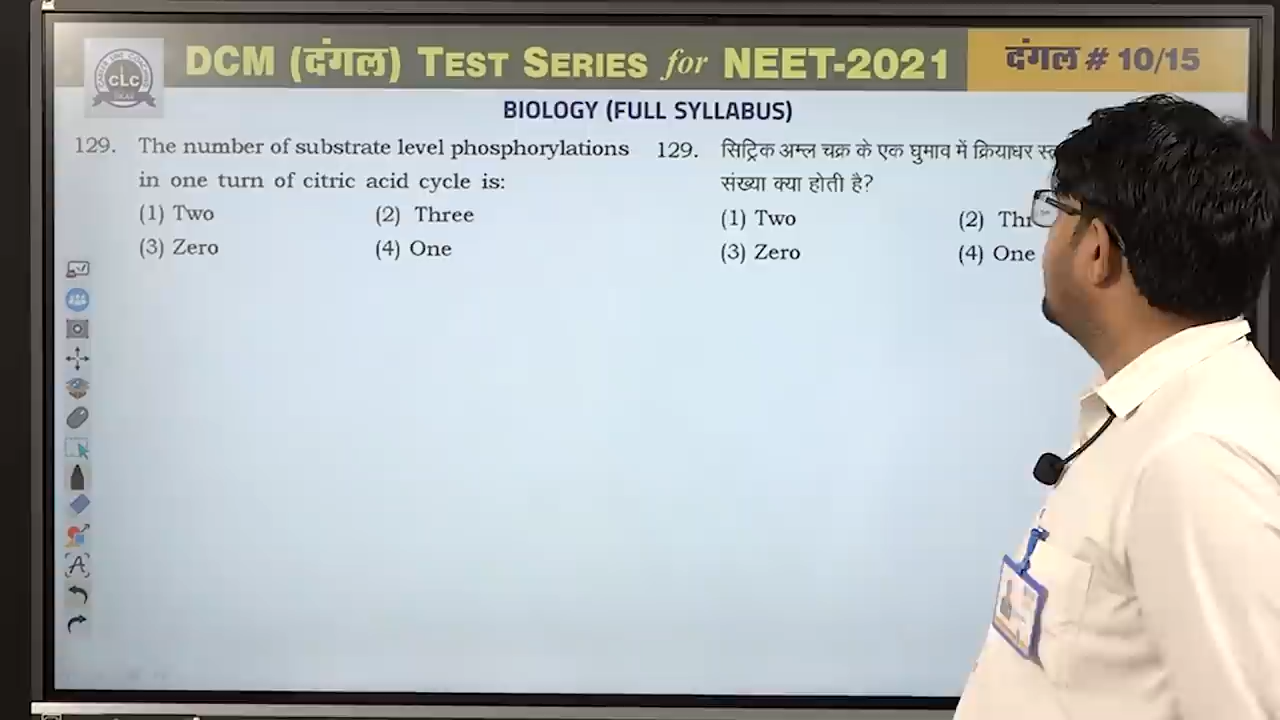 DCM (दंगल) TEST SERIES for NEET-2021
दंगल # 10/15
CLC
BIOLOGY (FULL SYLLABUS)
129. The number of substrate level phosphorylations
in one turn of citric acid cycle is:
(1) Two (2) Three
(3) Zero (4) One
129. सिट्रिक अम्ल चक्र के एक घुमाव में क्रियाधर
संख्या क्या होती है?
(1) Two (2)
(3) Zero (4) One